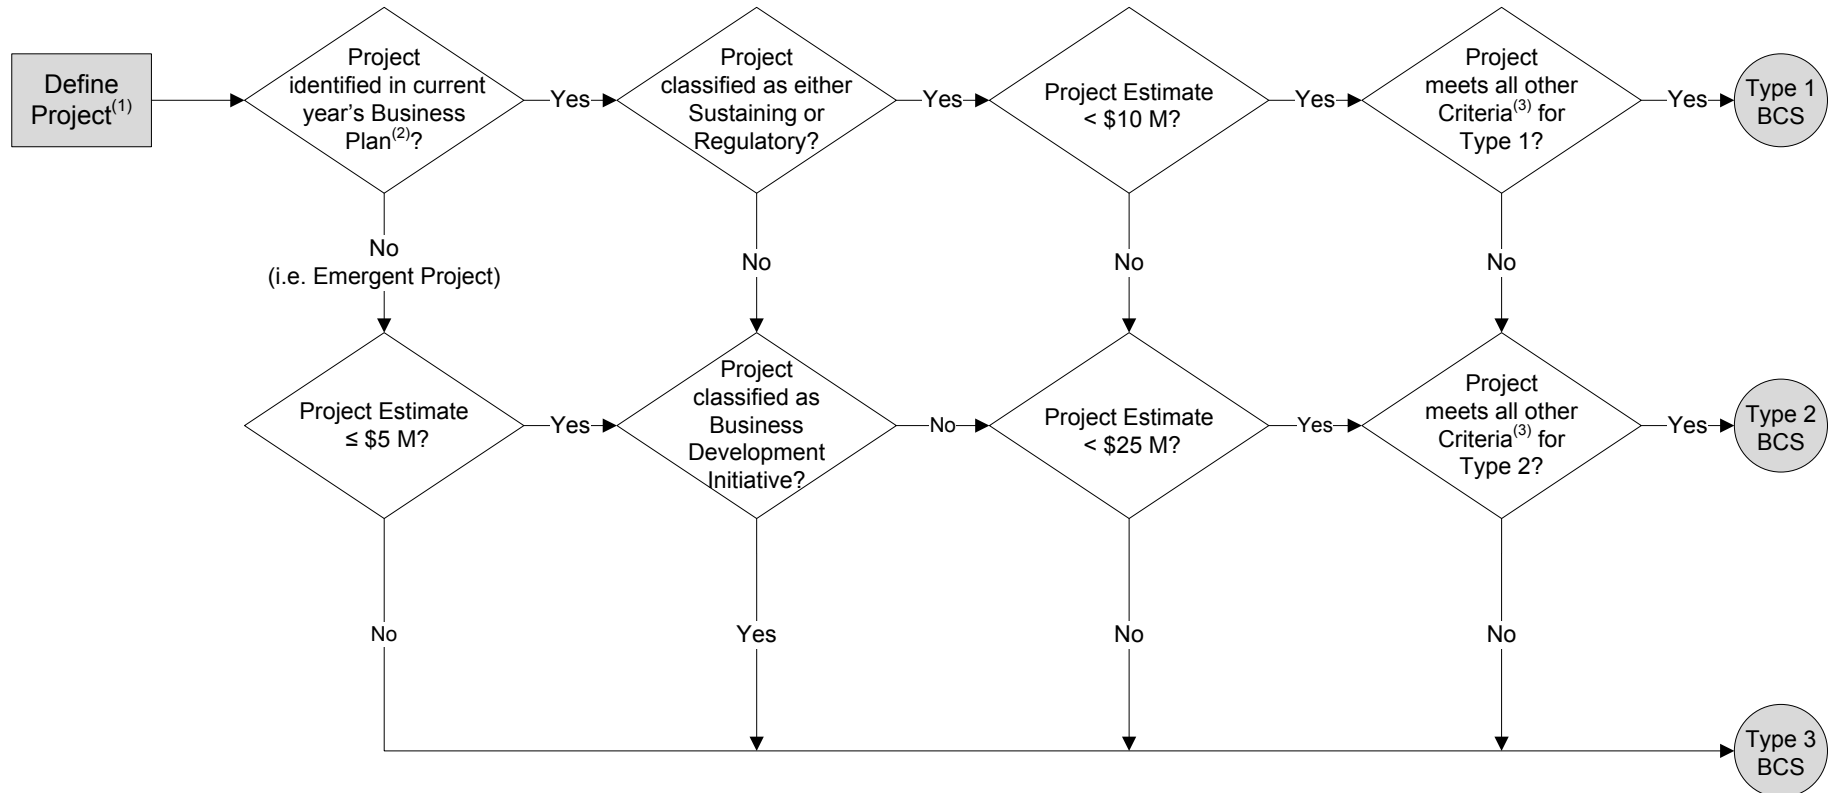 Define
Project(1)
Project
identified in current
year's Business
Plan(2)?
Yes
Project
classified as either
Sustaining or
Regulatory?
Yes
Project Estimate
< $10 M?
Yes
Project
meets all other
Criteria(3) for
Type 1?
Yes
Type 1
BCS
No
(i.e. Emergent Project)
No
No
No
Project Estimate
≤ $5 M?
Yes
Project
classified as
Business
Development
Initiative?
No
Project Estimate
< $25 M?
Yes
Project
meets all other
Criteria(3) for
Type 2?
Yes
Type 2
BCS
No
Yes
No
No
Type 3
BCS